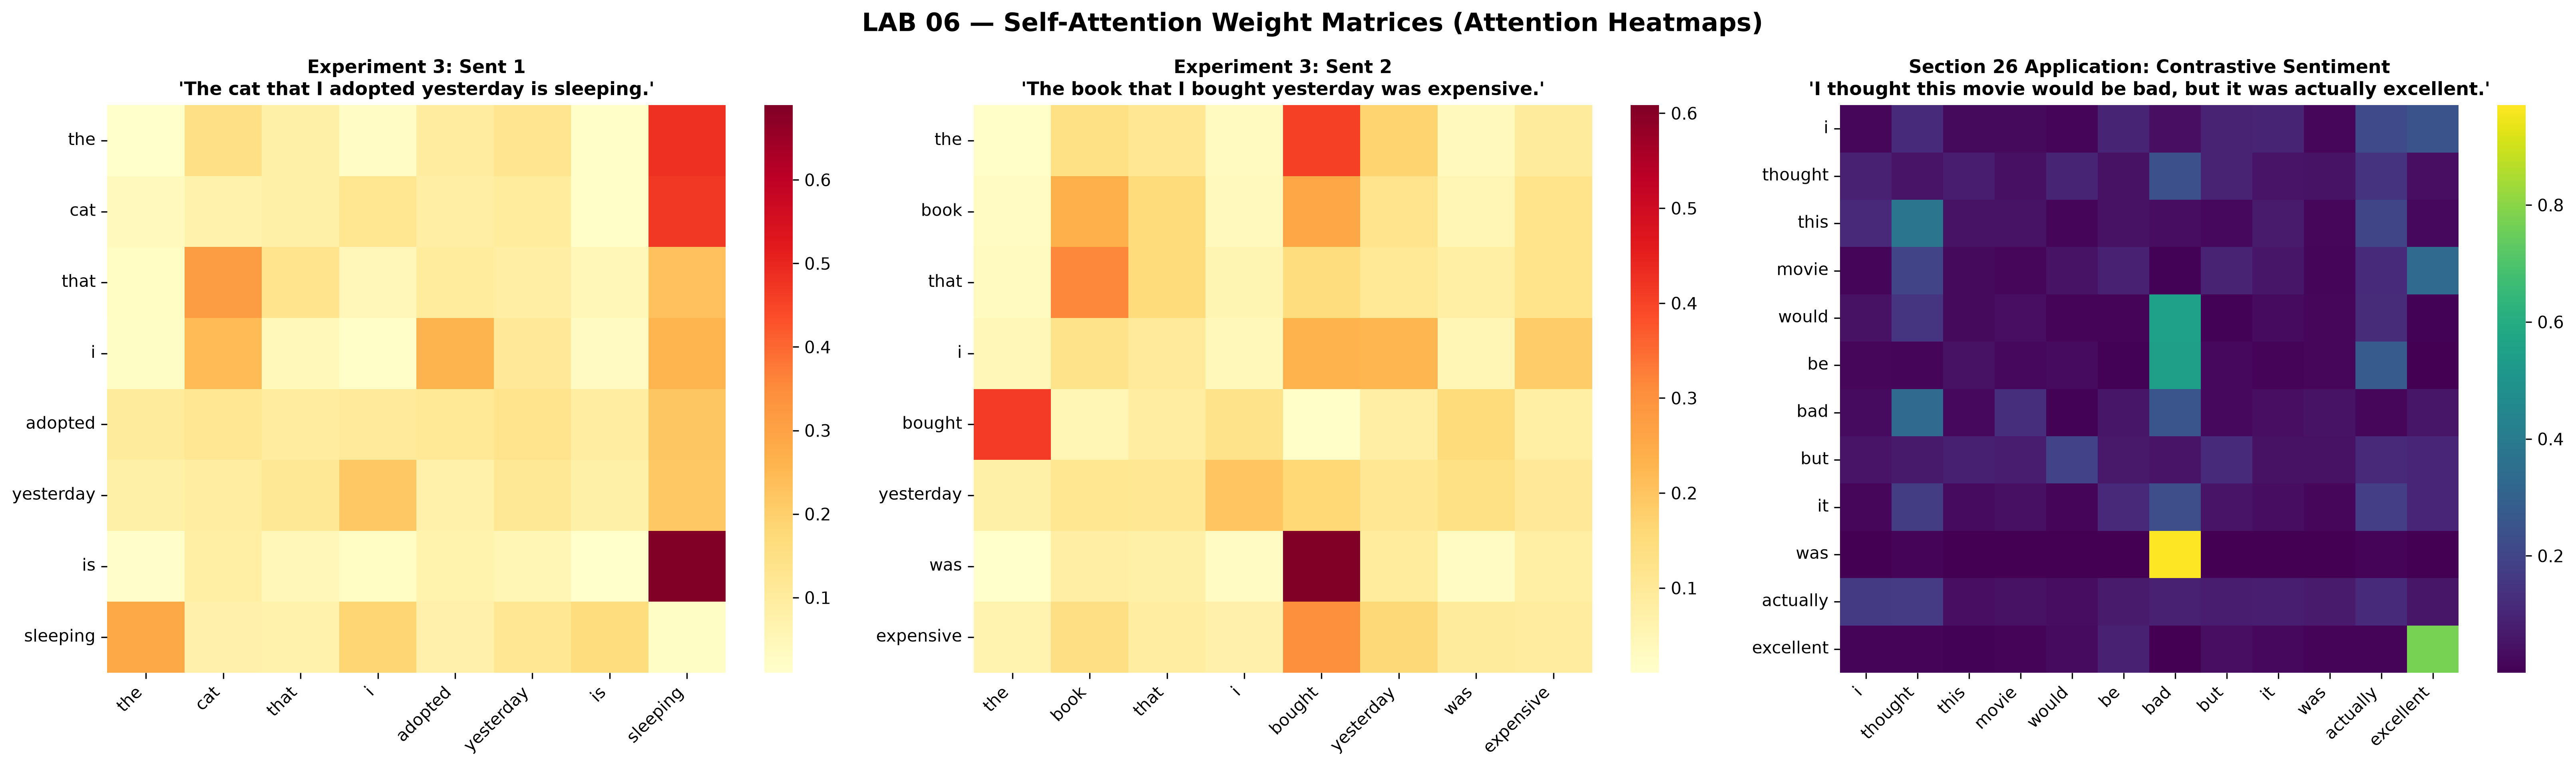 LAB 06 — Self-Attention Weight Matrices (Attention Heatmaps)
Experiment 3: Sent 1
'The cat that I adopted yesterday is sleeping.'
the
cat
that
i
adopted
yesterday
is
sleeping
the
cat
that
i
adopted
yesterday
is
sleeping
0.6
0.5
0.4
0.3
0.2
0.1
Experiment 3: Sent 2
'The book that I bought yesterday was expensive.'
the
book
that
i
bought
yesterday
was
expensive
the
book
that
i
bought
yesterday
was
expensive
0.6
0.5
0.4
0.3
0.2
0.1
Section 26 Application: Contrastive Sentiment
'I thought this movie would be bad, but it was actually excellent.'
i
thought
this
movie
would
be
bad
but
it
was
actually
excellent
i
thought
this
movie
would
be
bad
but
it
was
actually
excellent
0.8
0.6
0.4
0.2